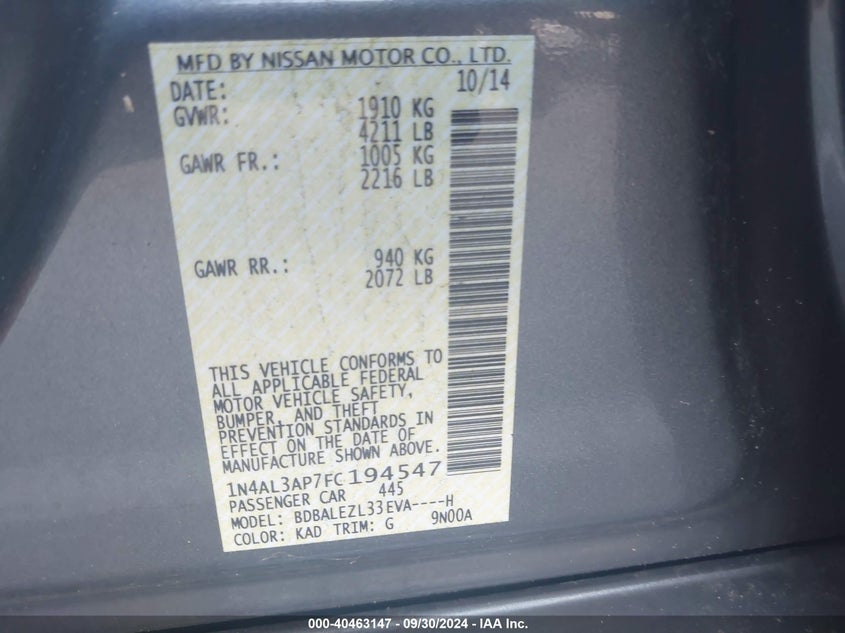 MFD BY NISSAN MOTOR CO., LTD.
DATE: 10/14
GVWR: 1910 KG
4211 LB
GAWR FR.: 1005 KG
2216 LB
GAWR RR.: 940 KG
2072 LB
THIS VEHICLE CONFORMS TO
ALL APPLICABLE FEDERAL
MOTOR VEHICLE SAFETY,
BUMPER, AND THEFT
PREVENTION STANDARDS IN
EFFECT ON THE DATE OF
MANUFACTURE SHOWN ABOVE.
1N4AL3AP7FC194547
PASSENGER CAR 445
MODEL: BDBALEZL33EVA----H
COLOR: KAD TRIM: G 9N00A
000-40463147 - 09/30/2024 - IAA Inc.